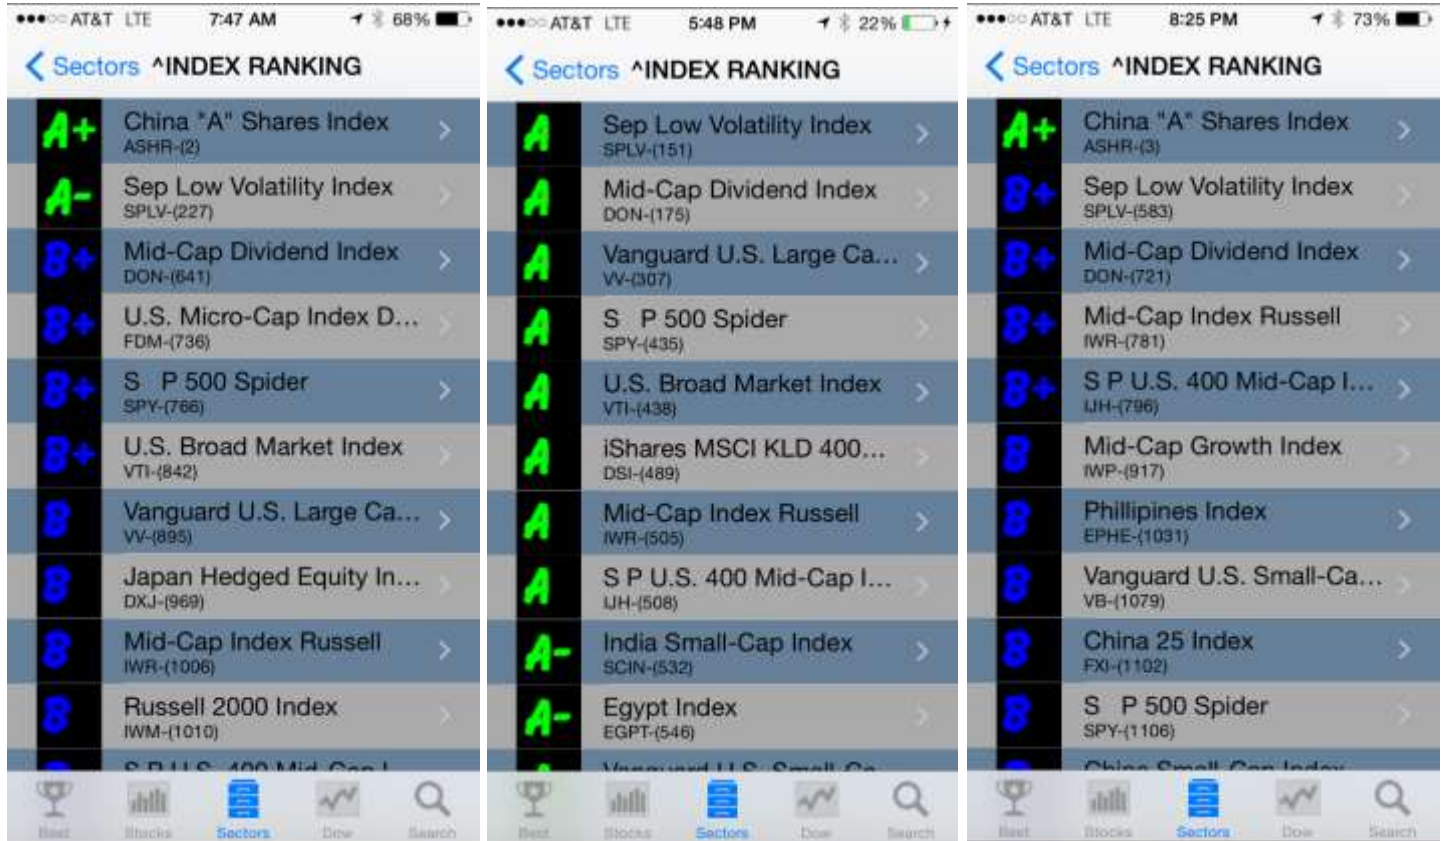 AT&T LTE 7:47 AM 68%
Sectors ^INDEX RANKING
A+ China "A" Shares Index
ASHR-(2)
A- Sep Low Volatility Index
SPLV-(227)
B+ Mid-Cap Dividend Index
DON-(641)
B+ U.S. Micro-Cap Index D...
FDM-(736)
B+ S P 500 Spider
SPY-(766)
B+ U.S. Broad Market Index
VTI-(842)
B Vanguard U.S. Large Ca...
VV-(895)
B Japan Hedged Equity In...
DXJ-(969)
B Mid-Cap Index Russell
IWR-(1006)
B Russell 2000 Index
IWM-(1010)
S P U.S. 400 Mid-Cap I...
Best Stocks Sectors Dow Search
AT&T LTE 5:48 PM 22%
Sectors ^INDEX RANKING
A Sep Low Volatility Index
SPLV-(151)
A Mid-Cap Dividend Index
DON-(175)
A Vanguard U.S. Large Ca...
VV-(307)
A S P 500 Spider
SPY-(435)
A U.S. Broad Market Index
VTI-(438)
A iShares MSCI KLD 400...
DSI-(489)
A Mid-Cap Index Russell
IWR-(505)
A S P U.S. 400 Mid-Cap I...
IJH-(508)
A- India Small-Cap Index
SCIN-(532)
A- Egypt Index
EGPT-(546)
Vanguard U.S. Small-Ca...
Best Stocks Sectors Dow Search
AT&T LTE 8:25 PM 73%
Sectors ^INDEX RANKING
A+ China "A" Shares Index
ASHR-(3)
B+ Sep Low Volatility Index
SPLV-(583)
B+ Mid-Cap Dividend Index
DON-(721)
B+ Mid-Cap Index Russell
IWR-(781)
B+ S P U.S. 400 Mid-Cap I...
IJH-(796)
B Mid-Cap Growth Index
IWP-(917)
B Phillipines Index
EPHE-(1031)
B Vanguard U.S. Small-Ca...
VB-(1079)
B China 25 Index
FXI-(1102)
B S P 500 Spider
SPY-(1106)
China Small-Cap Index
Best Stocks Sectors Dow Search